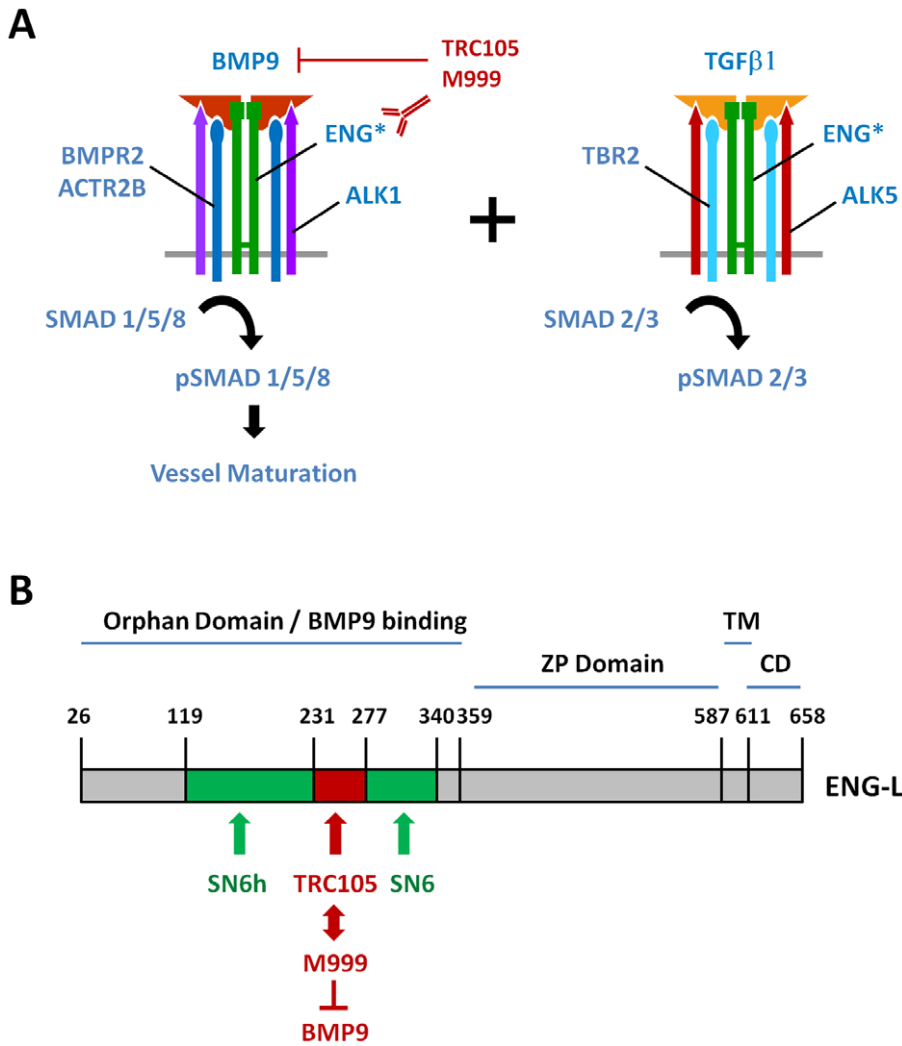 A
BMP9
TRC105
M999
TGFβ1
BMPR2
ACTR2B
ENG*
ALK1
+
TBR2
ENG*
ALK5
SMAD 1/5/8
SMAD 2/3
pSMAD 1/5/8
pSMAD 2/3
Vessel Maturation
B
Orphan Domain / BMP9 binding
TM
ZP Domain
CD
26 119 231 277 340 359 587 611 658
ENG-L
SN6h TRC105 SN6
M999
BMP9